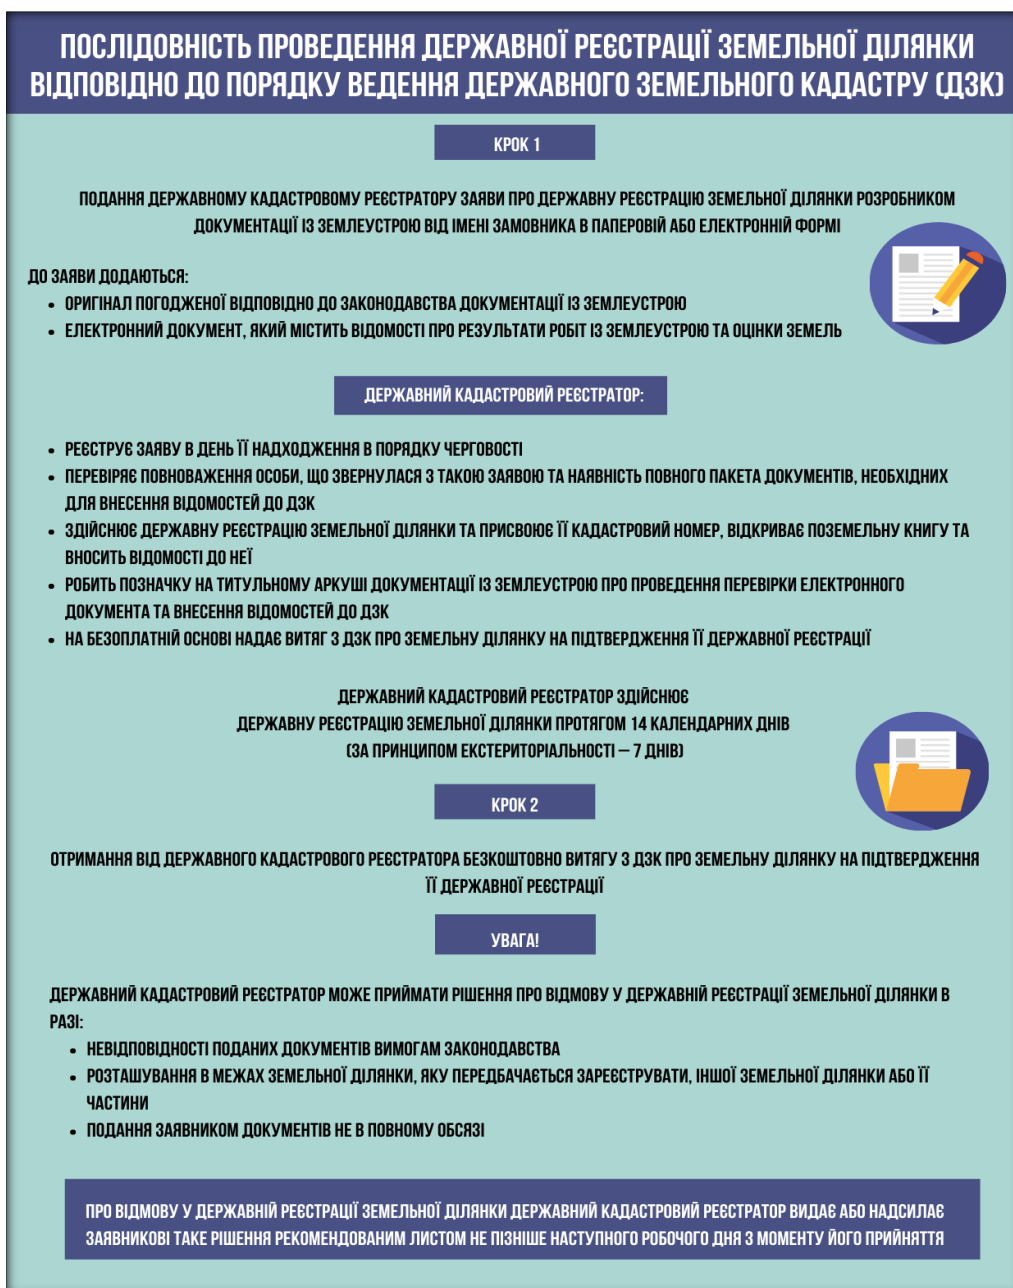 ПОСЛІДОВНІСТЬ ПРОВЕДЕННЯ ДЕРЖАВНОЇ РЕЄСТРАЦІЇ ЗЕМЕЛЬНОЇ ДІЛЯНКИ
ВІДПОВІДНО ДО ПОРЯДКУ ВЕДЕННЯ ДЕРЖАВНОГО ЗЕМЕЛЬНОГО КАДАСТРУ (ДЗК)
КРОК 1
ПОДАННЯ ДЕРЖАВНОМУ КАДАСТРОВОМУ РЕЄСТРАТОРУ ЗАЯВИ ПРО ДЕРЖАВНУ РЕЄСТРАЦІЮ ЗЕМЕЛЬНОЇ ДІЛЯНКИ РОЗРОБНИКОМ
ДОКУМЕНТАЦІЇ ІЗ ЗЕМЛЕУСТРОЮ ВІД ІМЕНІ ЗАМОВНИКА В ПАПЕРОВІЙ АБО ЕЛЕКТРОННІЙ ФОРМІ
ДО ЗАЯВИ ДОДАЮТЬСЯ:
• ОРИГІНАЛ ПОГОДЖЕНОЇ ВІДПОВІДНО ДО ЗАКОНОДАВСТВА ДОКУМЕНТАЦІЇ ІЗ ЗЕМЛЕУСТРОЮ
• ЕЛЕКТРОННИЙ ДОКУМЕНТ, ЯКИЙ МІСТИТЬ ВІДОМОСТІ ПРО РЕЗУЛЬТАТИ РОБІТ ІЗ ЗЕМЛЕУСТРОЮ ТА ОЦІНКИ ЗЕМЕЛЬ
ДЕРЖАВНИЙ КАДАСТРОВИЙ РЕЄСТРАТОР:
• РЕЄСТРУЄ ЗАЯВУ В ДЕНЬ ЇЇ НАДХОДЖЕННЯ В ПОРЯДКУ ЧЕРГОВОСТІ
• ПЕРЕВІРЯЄ ПОВНОВАЖЕННЯ ОСОБИ, ЩО ЗВЕРНУЛАСЯ З ТАКОЮ ЗАЯВОЮ ТА НАЯВНІСТЬ ПОВНОГО ПАКЕТА ДОКУМЕНТІВ, НЕОБХІДНИХ
ДЛЯ ВНЕСЕННЯ ВІДОМОСТЕЙ ДО ДЗК
• ЗДІЙСНЮЄ ДЕРЖАВНУ РЕЄСТРАЦІЮ ЗЕМЕЛЬНОЇ ДІЛЯНКИ ТА ПРИСВОЮЄ ЇЇ КАДАСТРОВИЙ НОМЕР, ВІДКРИВАЄ ПОЗЕМЕЛЬНУ КНИГУ ТА
ВНОСИТЬ ВІДОМОСТІ ДО НЕЇ
• РОБИТЬ ПОЗНАЧКУ НА ТИТУЛЬНОМУ АРКУШІ ДОКУМЕНТАЦІЇ ІЗ ЗЕМЛЕУСТРОЮ ПРО ПРОВЕДЕННЯ ПЕРЕВІРКИ ЕЛЕКТРОННОГО
ДОКУМЕНТА ТА ВНЕСЕННЯ ВІДОМОСТЕЙ ДО ДЗК
• НА БЕЗОПЛАТНІЙ ОСНОВІ НАДАЄ ВИТЯГ З ДЗК ПРО ЗЕМЕЛЬНУ ДІЛЯНКУ НА ПІДТВЕРДЖЕННЯ ЇЇ ДЕРЖАВНОЇ РЕЄСТРАЦІЇ
ДЕРЖАВНИЙ КАДАСТРОВИЙ РЕЄСТРАТОР ЗДІЙСНЮЄ
ДЕРЖАВНУ РЕЄСТРАЦІЮ ЗЕМЕЛЬНОЇ ДІЛЯНКИ ПРОТЯГОМ 14 КАЛЕНДАРНИХ ДНІВ
(ЗА ПРИНЦИПОМ ЕКСТЕРИТОРІАЛЬНОСТІ – 7 ДНІВ)
КРОК 2
ОТРИМАННЯ ВІД ДЕРЖАВНОГО КАДАСТРОВОГО РЕЄСТРАТОРА БЕЗКОШТОВНО ВИТЯГУ З ДЗК ПРО ЗЕМЕЛЬНУ ДІЛЯНКУ НА ПІДТВЕРДЖЕННЯ
ЇЇ ДЕРЖАВНОЇ РЕЄСТРАЦІЇ
УВАГА!
ДЕРЖАВНИЙ КАДАСТРОВИЙ РЕЄСТРАТОР МОЖЕ ПРИЙМАТИ РІШЕННЯ ПРО ВІДМОВУ У ДЕРЖАВНІЙ РЕЄСТРАЦІЇ ЗЕМЕЛЬНОЇ ДІЛЯНКИ В
РАЗІ:
• НЕВІДПОВІДНОСТІ ПОДАНИХ ДОКУМЕНТІВ ВИМОГАМ ЗАКОНОДАВСТВА
• РОЗТАШУВАННЯ В МЕЖАХ ЗЕМЕЛЬНОЇ ДІЛЯНКИ, ЯКУ ПЕРЕДБАЧАЄТЬСЯ ЗАРЕЄСТРУВАТИ, ІНШОЇ ЗЕМЕЛЬНОЇ ДІЛЯНКИ АБО ЇЇ
ЧАСТИНИ
• ПОДАННЯ ЗАЯВНИКОМ ДОКУМЕНТІВ НЕ В ПОВНОМУ ОБСЯЗІ
ПРО ВІДМОВУ У ДЕРЖАВНІЙ РЕЄСТРАЦІЇ ЗЕМЕЛЬНОЇ ДІЛЯНКИ ДЕРЖАВНИЙ КАДАСТРОВИЙ РЕЄСТРАТОР ВИДАЄ АБО НАДСИЛАЄ
ЗАЯВНИКОВІ ТАКЕ РІШЕННЯ РЕКОМЕНДОВАНИМ ЛИСТОМ НЕ ПІЗНІШЕ НАСТУПНОГО РОБОЧОГО ДНЯ З МОМЕНТУ ЙОГО ПРИЙНЯТТЯ